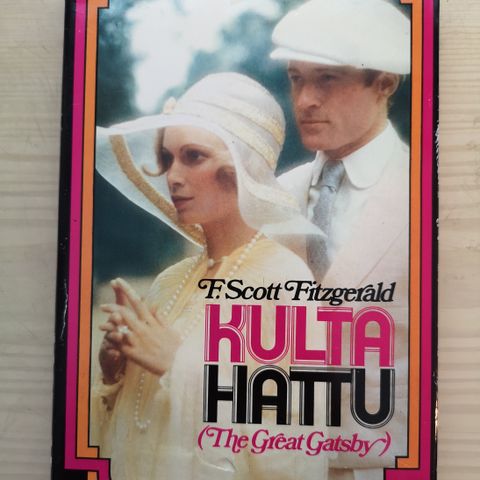 F. Scott Fitzgerald
KULTA
HATTU
(The Great Gatsby)